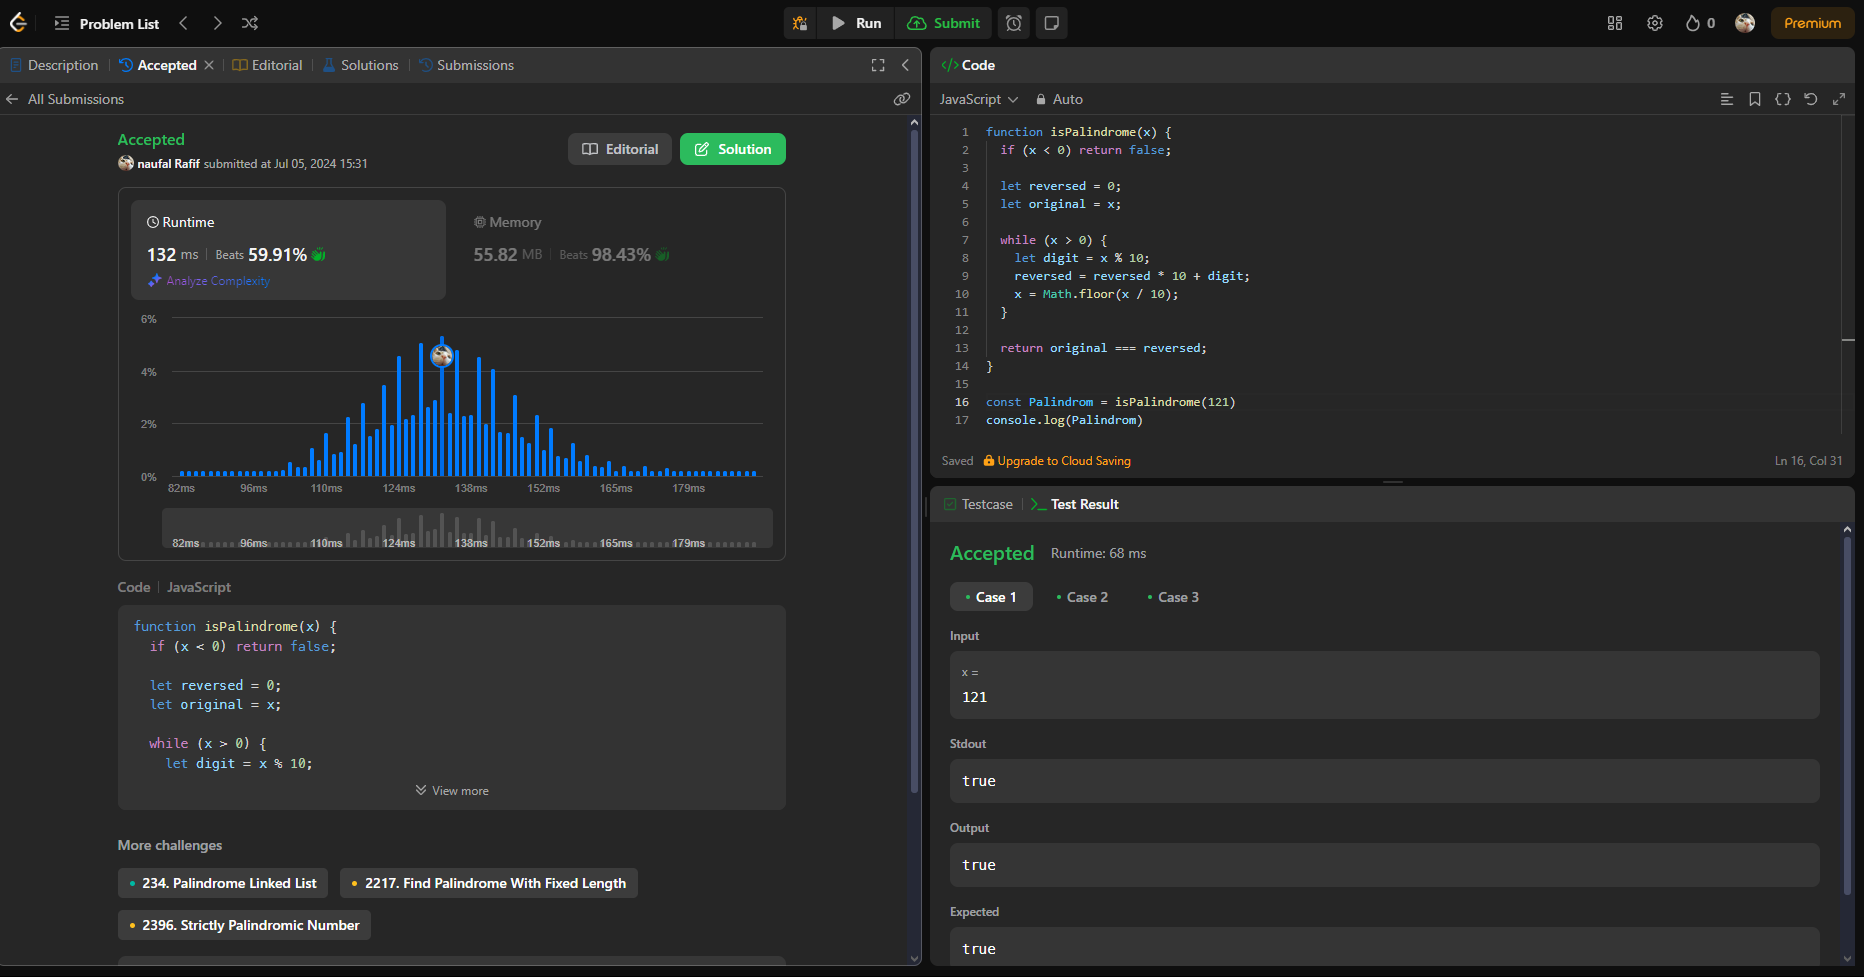 Problem List
Run
Submit
0
Premium
Description
Accepted
Editorial
Solutions
Submissions
All Submissions
Accepted
naufal Rafif submitted at Jul 05, 2024 15:31
Editorial
Solution
Runtime
132 ms
Beats 59.91%
Analyze Complexity
Memory
55.82 MB
Beats 98.43%
6%
4%
2%
0%
82ms 96ms 110ms 124ms 138ms 152ms 165ms 179ms
82ms 96ms 110ms 124ms 138ms 152ms 165ms 179ms
Code
JavaScript
function isPalindrome(x) {
if (x < 0) return false;
let reversed = 0;
let original = x;
while (x > 0) {
let digit = x % 10;
View more
More challenges
234. Palindrome Linked List
2217. Find Palindrome With Fixed Length
2396. Strictly Palindromic Number
</> Code
JavaScript
Auto
1 function isPalindrome(x) {
2 if (x < 0) return false;
3
4 let reversed = 0;
5 let original = x;
6
7 while (x > 0) {
8 let digit = x % 10;
9 reversed = reversed * 10 + digit;
10 x = Math.floor(x / 10);
11 }
12
13 return original === reversed;
14 }
15
16 const Palindrom = isPalindrome(121)
17 console.log(Palindrom)
Saved
Upgrade to Cloud Saving
Ln 16, Col 31
Testcase
Test Result
Accepted
Runtime: 68 ms
Case 1
Case 2
Case 3
Input
x =
121
Stdout
true
Output
true
Expected
true